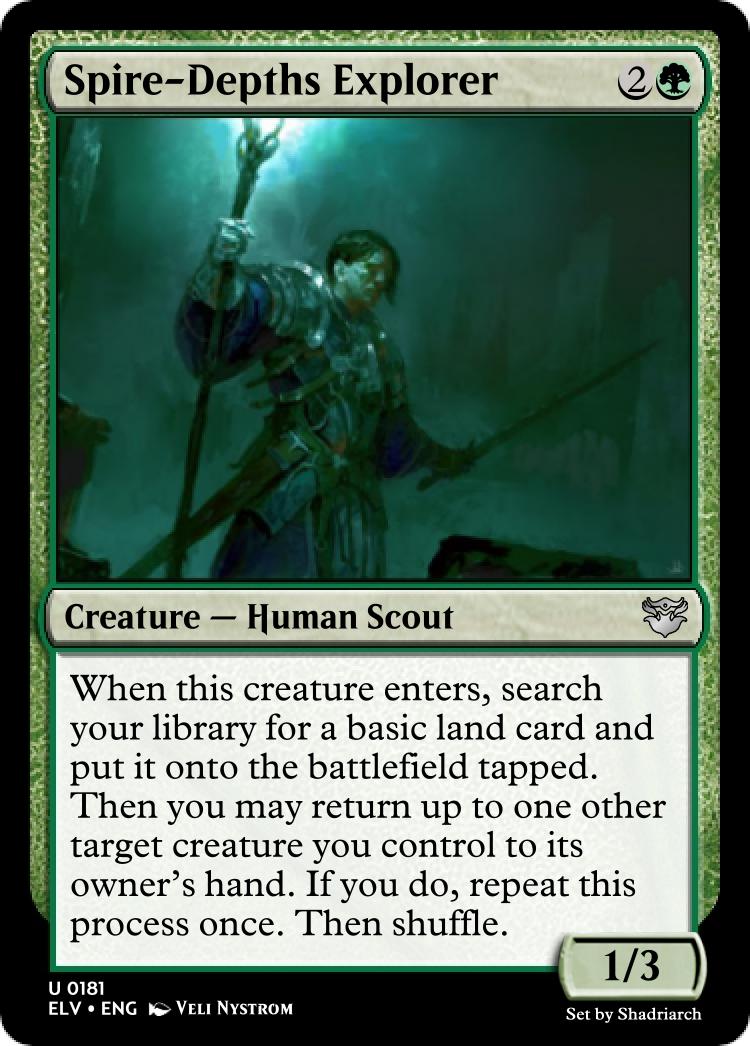 Spire-Depths Explorer 2
Creature — Human Scout
When this creature enters, search
your library for a basic land card and
put it onto the battlefield tapped.
Then you may return up to one other
target creature you control to its
owner's hand. If you do, repeat this
process once. Then shuffle.
1/3
U 0181
ELV • ENG VELI NYSTROM
Set by Shadriarch